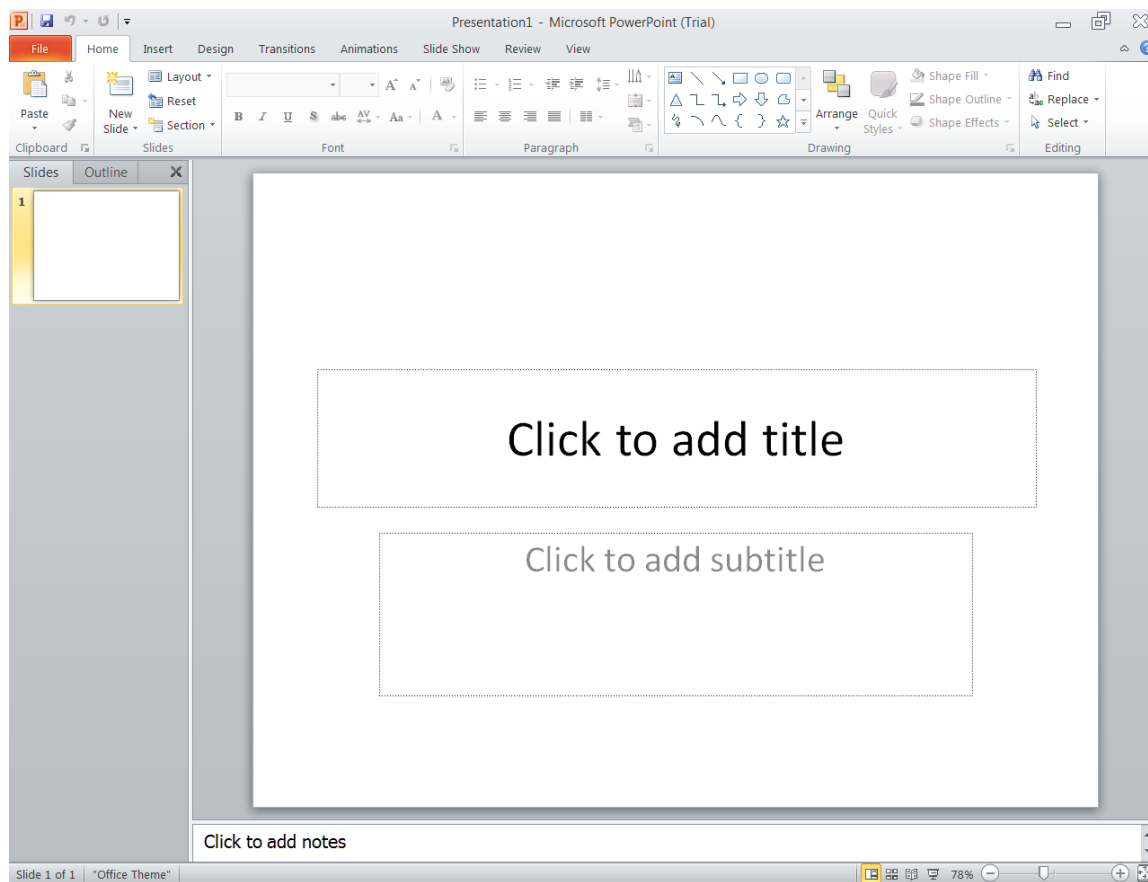 Presentation1 - Microsoft PowerPoint (Trial)
File Home Insert Design Transitions Animations Slide Show Review View
Paste
New Slide
Layout
Reset
Section
B I U S abc AV Aa A
Shape Fill
Shape Outline
Shape Effects
Arrange
Quick Styles
Find
Replace
Select
Clipboard Slides Font Paragraph Drawing Editing
Slides Outline
1
Click to add title
Click to add subtitle
Click to add notes
Slide 1 of 1 "Office Theme" 78%